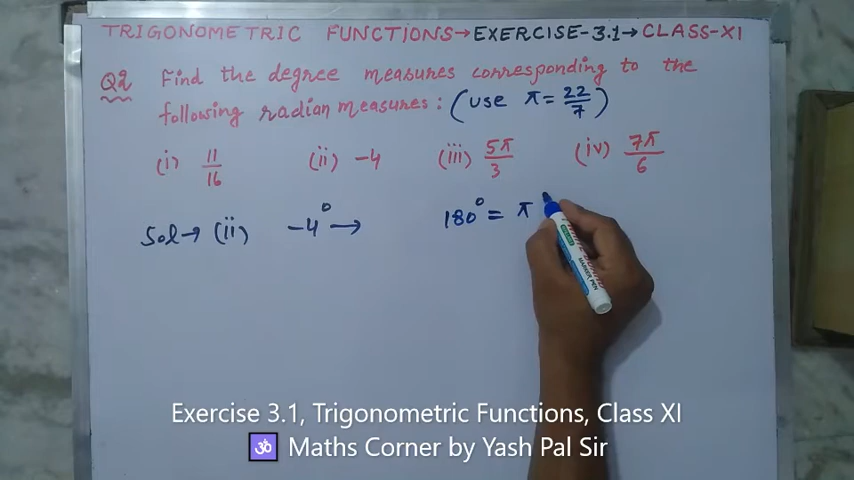 TRIGONOMETRIC FUNCTIONS→EXERCISE-3.1→CLASS-XI
Q2 Find the degree measures corresponding to the
following radian measures: (use π=22/7)
(i) 11/16 (ii) -4 (iii) 5π/3 (iv) 7π/6
Sol→ (ii) -4° → 180° = π
MARKER PEN
Exercise 3.1, Trigonometric Functions, Class XI
🕉 Maths Corner by Yash Pal Sir